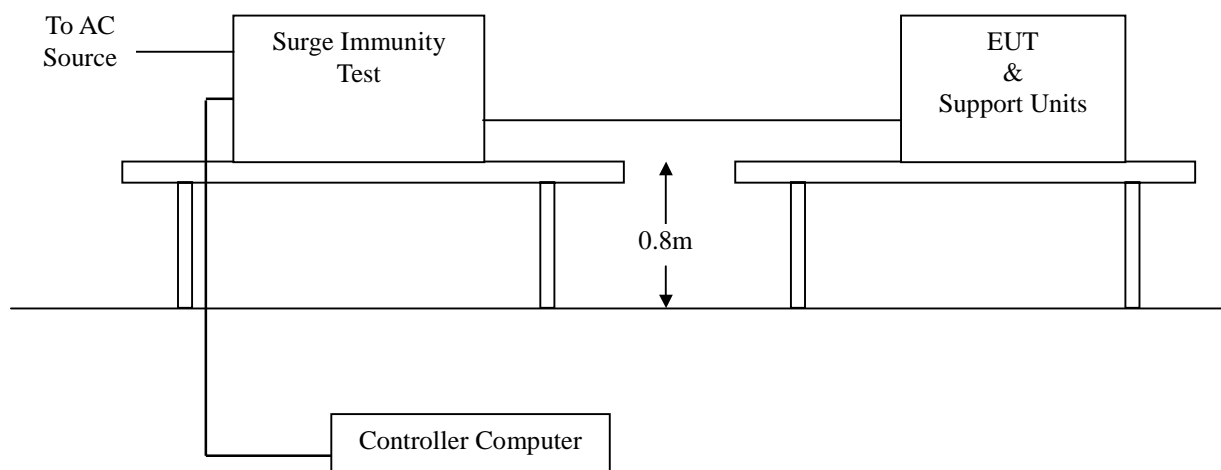 To AC
Source
Surge Immunity
Test
EUT
&
Support Units
0.8m
Controller Computer